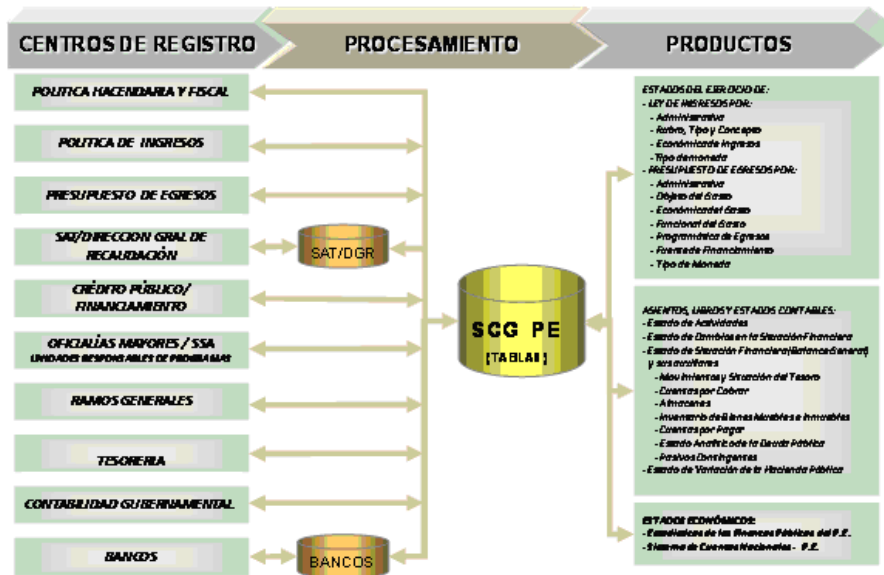 CENTROS DE REGISTRO
PROCESAMIENTO
PRODUCTOS
POLITICA HACENDARIA Y FISCAL
POLITICA DE INGRESOS
PRESUPUESTO DE EGRESOS
SAT/DIRECCION GRAL DE
RECAUDACIÓN
CRÉDITO PÚBLICO/
FINANCIAMIENTO
OFICIALÍAS MAYORES / SSA
UNIDADES RESPONSABLES DE PROGRAMAS
RAMOS GENERALES
TESORERIA
CONTABILIDAD GUBERNAMENTAL
BANCOS
SAT/DGR
BANCOS
SCG PE
(TABLAS)
ESTADOS DEL EJERCICIO DE:
- LEY DE INGRESOS POR:
- Administrativa
- Rubro, Tipo y Concepto
- Económica de Ingresos
- Tipo de moneda
- PRESUPUESTO DE EGRESOS POR:
- Administrativa
- Objeto del Gasto
- Económica del Gasto
- Funcional del Gasto
- Programática de Egresos
- Fuente de Financiamiento
- Tipo de Moneda
ASIENTOS, LIBROS Y ESTADOS CONTABLES:
- Estado de Actividades
- Estado de Cambios en la Situación Financiera
- Estado de Situación Financiera (Balance General)
y sus auxiliares
- Movimientos y Situación del Tesoro
- Cuentas por Cobrar
- Almacenes
- Inventario de Bienes Muebles e Inmuebles
- Cuentas por Pagar
- Estado Analítico de la Deuda Pública
- Pasivos Contingentes
- Estado de Variación de la Hacienda Pública
ESTADOS ECONÓMICOS:
- Estadísticas de las Finanzas Públicas del P.E.
- Sistema de Cuentas Nacionales - P.E.